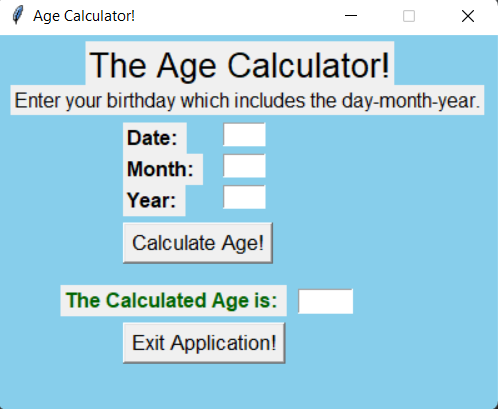 Age Calculator!
The Age Calculator!
Enter your birthday which includes the day-month-year.
Date:
Month:
Year:
Calculate Age!
The Calculated Age is:
Exit Application!